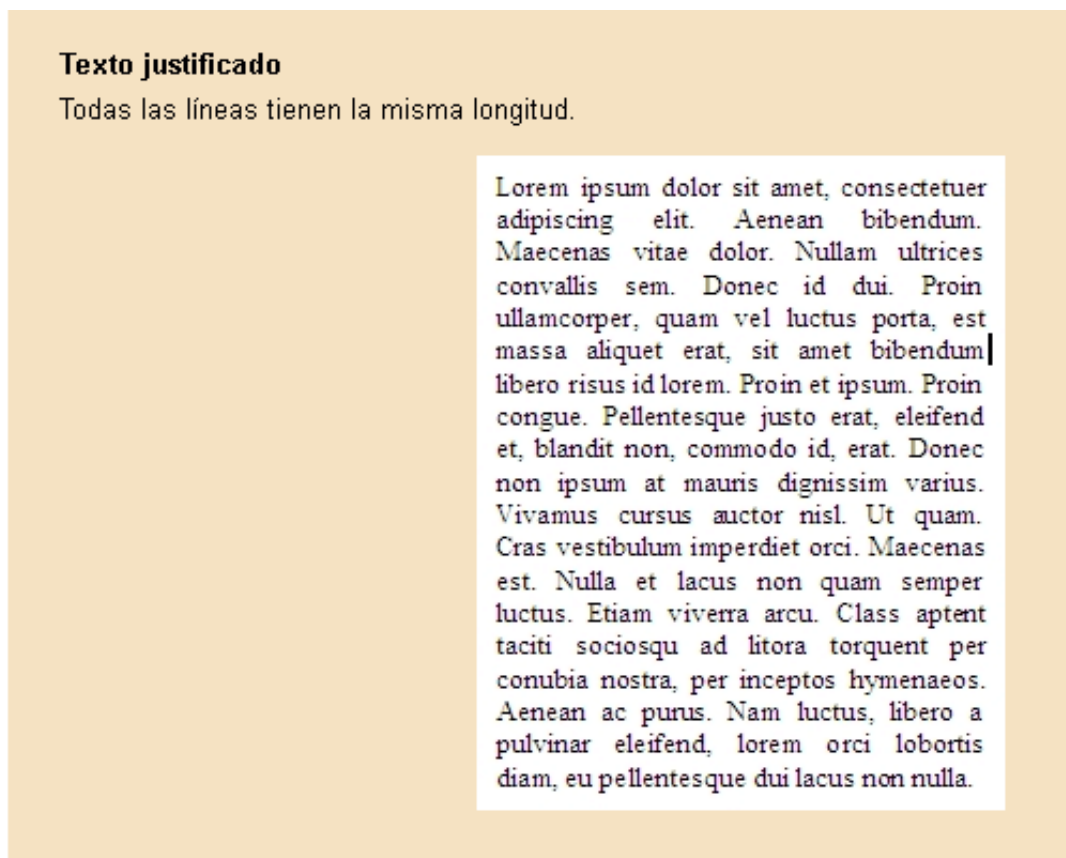 Texto justificado
Todas las líneas tienen la misma longitud.
Lorem ipsum dolor sit amet, consectetuer
adipiscing elit. Aenean bibendum.
Maecenas vitae dolor. Nullam ultrices
convallis sem. Donec id dui. Proin
ullamcorper, quam vel luctus porta, est
massa aliquet erat, sit amet bibendum
libero risus id lorem. Proin et ipsum. Proin
congue. Pellentesque justo erat, eleifend
et, blandit non, commodo id, erat. Donec
non ipsum at mauris dignissim varius.
Vivamus cursus auctor nisl. Ut quam.
Cras vestibulum imperdiet orci. Maecenas
est. Nulla et lacus non quam semper
luctus. Etiam viverra arcu. Class aptent
taciti sociosqu ad litora torquent per
conubia nostra, per inceptos hymenaeos.
Aenean ac purus. Nam luctus, libero a
pulvinar eleifend, lorem orci lobortis
diam, eu pellentesque dui lacus non nulla.